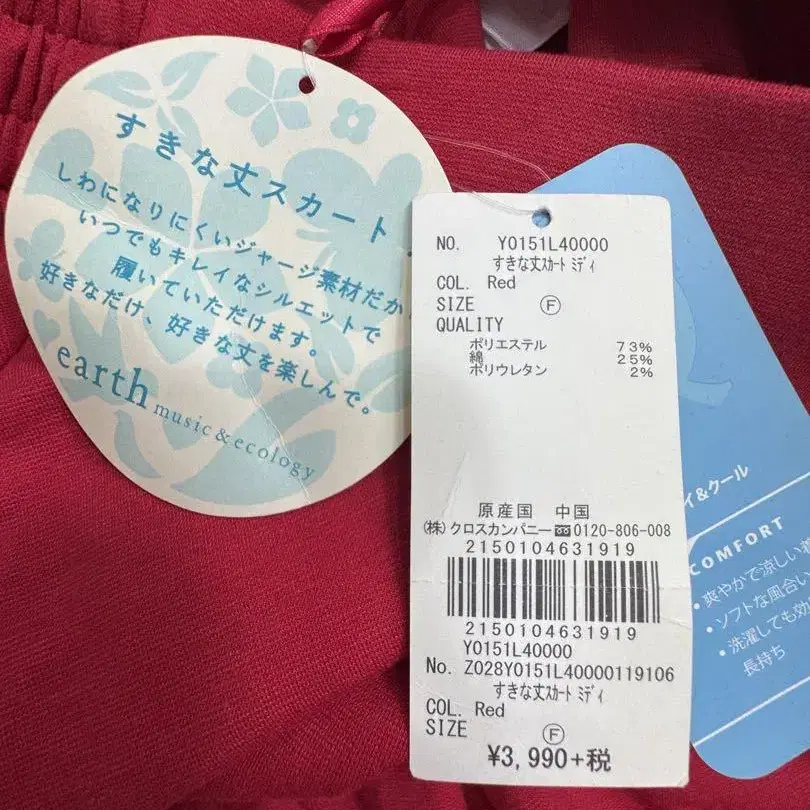 すきな丈スカート
しわになりにくいジャージ素材だか
いつでもキレイなシルエットで
履いていただけます。
好きなだけ、好きな丈を楽しんで。
earth music&ecology
NO. Y0151L40000
すきな丈スカート ミディ
COL. Red
SIZE Ⓕ
QUALITY
ポリエステル 73%
綿 25%
ポリウレタン 2%
原産国 中国
(株)クロスカンパニー 0120-806-008
2150104631919
2150104631919
Y0151L40000
No. Z028Y0151L40000119106
すきな丈スカート ミディ
COL. Red
SIZE Ⓕ
¥3,990+税
イ&クール
COMFORT
•爽やかで涼しい着
•ソフトな風合い
•洗濯しても効
長持ち